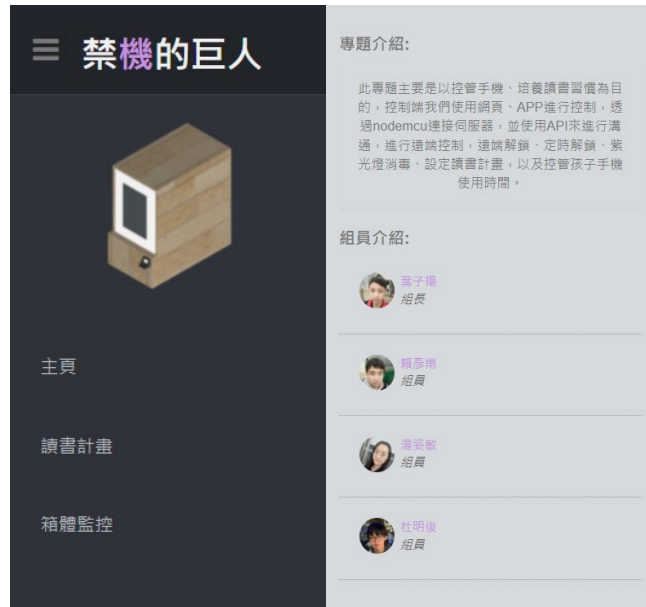 禁機的巨人
主頁
讀書計畫
箱體監控
專題介紹:
此專題主要是以控管手機、培養讀書習慣為目
的，控制端我們使用網頁、APP進行控制，透
過nodemcu連接伺服器，並使用API來進行溝
通，進行遠端控制，遠端解鎖、定時解鎖、紫
光燈消毒、設定讀書計畫，以及控管孩子手機
使用時間。
組員介紹:
葉子揚
組長
賴彥甫
組員
湯姿敏
組員
杜明俊
組員